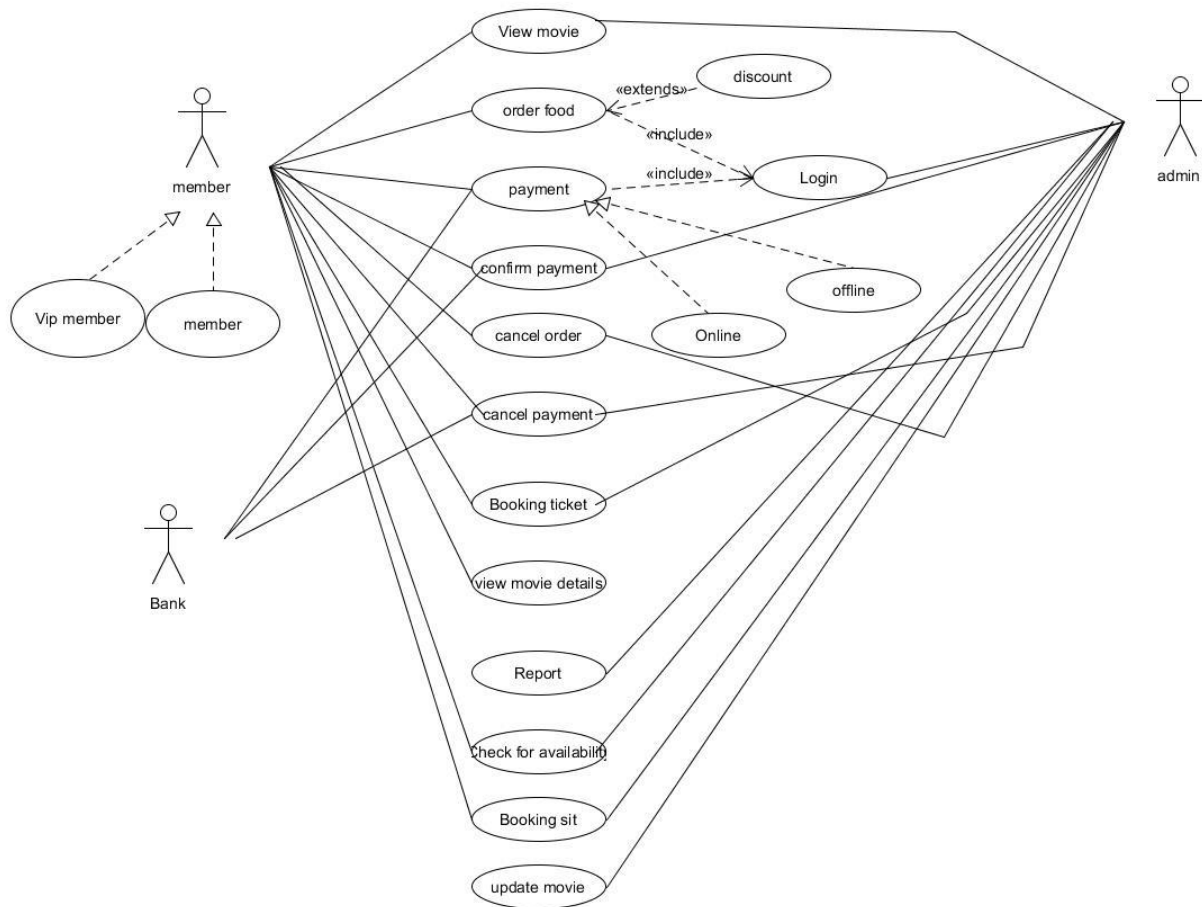 View movie
discount
«extends»
order food
«include»
member
payment
«include»
Login
admin
confirm payment
offline
Vip member
member
cancel order
Online
cancel payment
Booking ticket
view movie details
Bank
Report
Check for availability
Booking sit
update movie